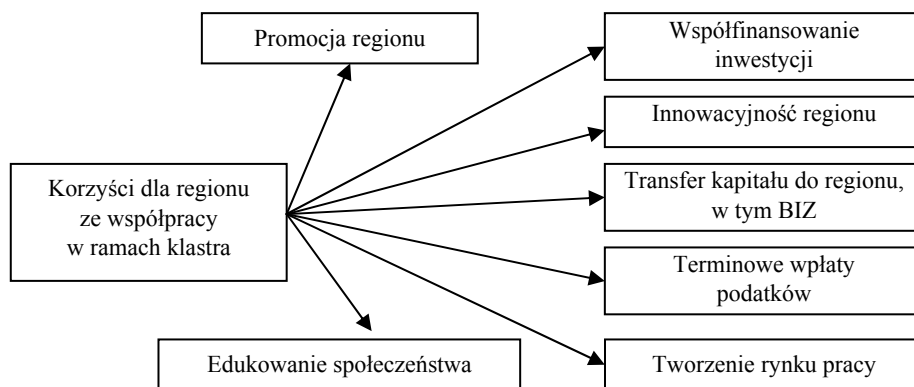 Promocja regionu
Współfinansowanie
inwestycji
Innowacyjność regionu
Korzyści dla regionu
ze współpracy
w ramach klastra
Transfer kapitału do regionu,
w tym BIZ
Terminowe wpłaty
podatków
Edukowanie społeczeństwa
Tworzenie rynku pracy